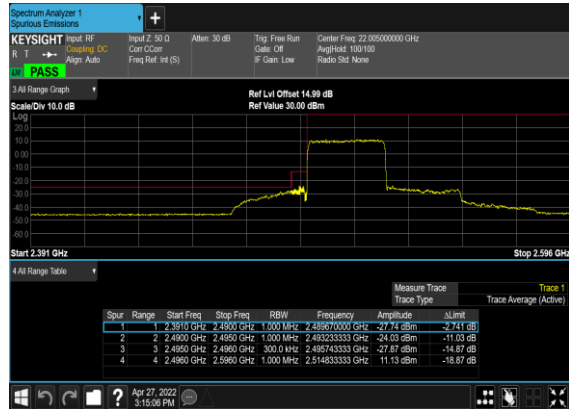 Spectrum Analyzer 1
Spurious Emissions
KEYSIGHT Input: RF Input Z: 50 Ω Atten: 30 dB Trig: Free Run Center Freq: 22.005000000 GHz
R T Coupling: DC Corr CCorr Gate: Off Avg|Hold: 100/100
Align: Auto Freq Ref: Int (S) IF Gain: Low Radio Std: None
PASS
3 All Range Graph
Ref Lvl Offset 14.99 dB
Scale/Div 10.0 dB Ref Value 30.00 dBm
Log
20.0
10.0
0.00
-10.0
-20.0
-30.0
-40.0
-50.0
-60.0
Start 2.391 GHz Stop 2.596 GHz
4 All Range Table
Measure Trace Trace 1
Trace Type Trace Average (Active)
Spur Range Start Freq Stop Freq RBW Frequency Amplitude ΔLimit
1 1 2.3910 GHz 2.4900 GHz 1.000 MHz 2.489670000 GHz -27.74 dBm -2.741 dB
2 2 2.4900 GHz 2.4950 GHz 1.000 MHz 2.493233333 GHz -24.03 dBm -11.03 dB
3 3 2.4950 GHz 2.4960 GHz 300.0 kHz 2.495743333 GHz -27.87 dBm -14.87 dB
4 4 2.4960 GHz 2.5960 GHz 1.000 MHz 2.514833333 GHz 11.13 dBm -18.87 dB
? Apr 27, 2022
3:15:06 PM